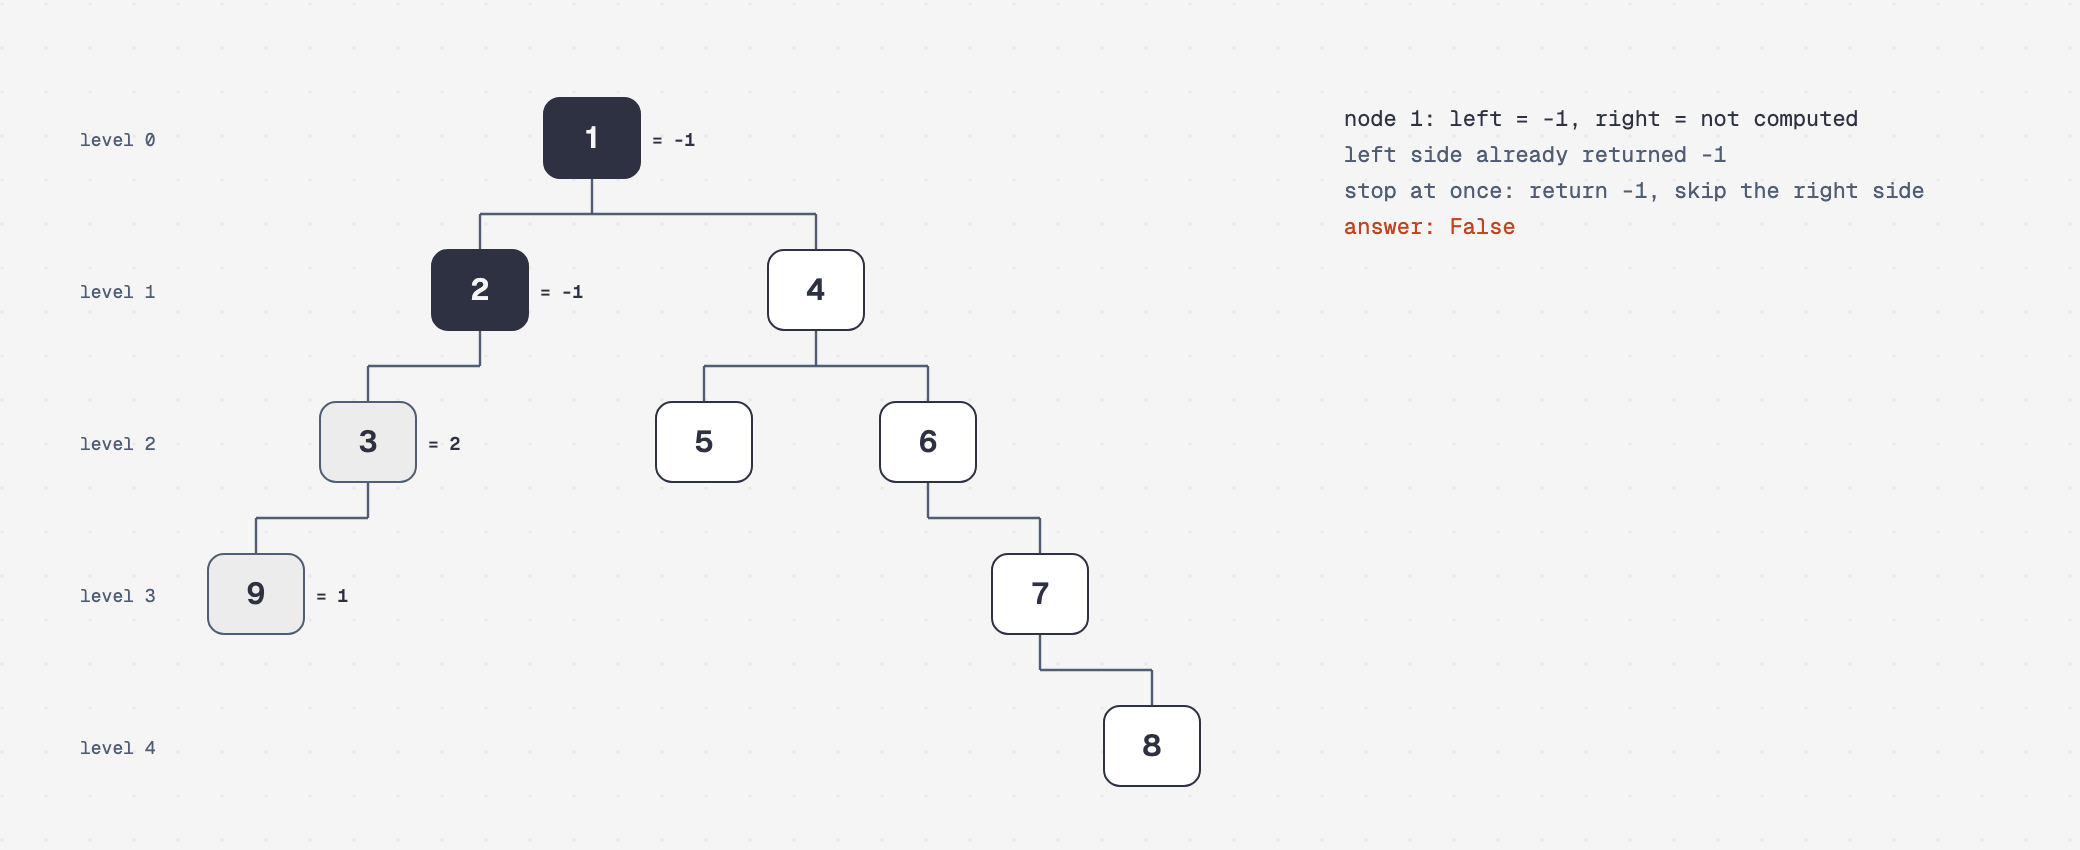 node 1: left = -1, right = not computed
level 0 1 = -1
left side already returned -1
stop at once: return -1, skip the right side
answer: False
level 1 2 = -1 4
level 2 3 = 2 5 6
level 3 9 = 1 7
level 4 8